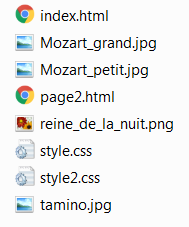 index.html
Mozart_grand.jpg
Mozart_petit.jpg
page2.html
reine_de_la_nuit.png
style.css
style2.css
tamino.jpg